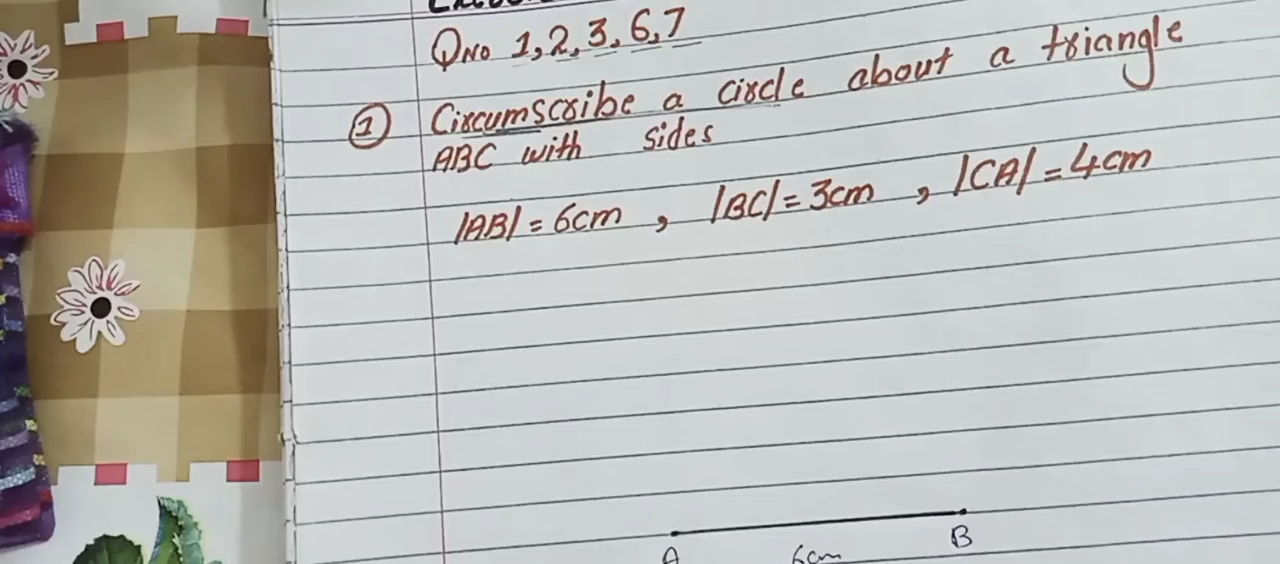 QNo 1,2,3,6,7
① Circumscribe a circle about a triangle
ABC with sides
|AB| = 6cm , |BC| = 3cm , |CA| = 4cm
A 6cm B